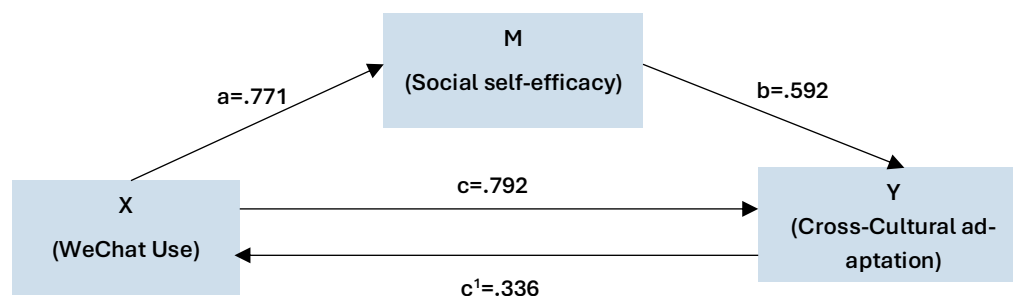 M
(Social self-efficacy)
a=.771
b=.592
X
(WeChat Use)
c=.792
Y
(Cross-Cultural ad-
aptation)
c¹=.336